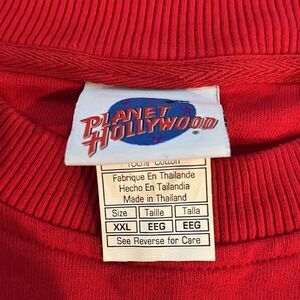 PLANET
HOLLYWOOD
100% Cotton
Fabrique En Thailande
Hecho En Tailandia
Made in Thailand
Size Taille Talla
XXL EEG EEG
See Reverse for Care